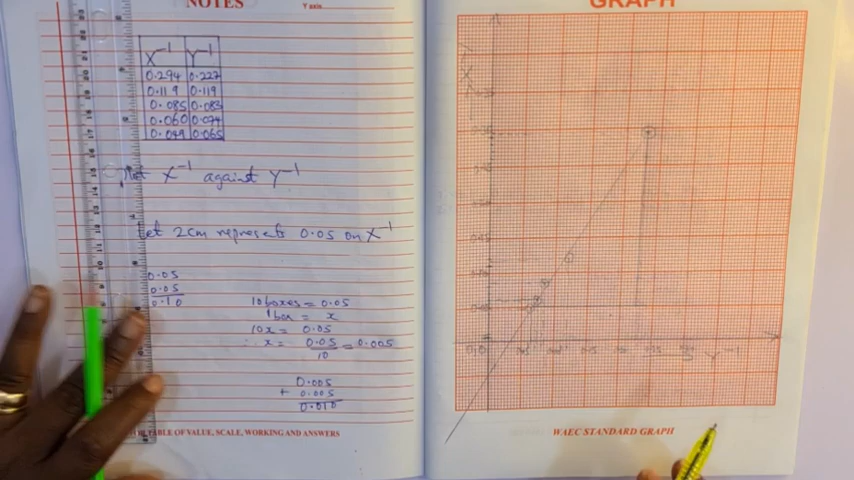 NOTES
Y axis
X⁻¹ Y⁻¹
0.294 0.227
0.119 0.119
0.085 0.083
0.060 0.074
0.049 0.065
Plot X⁻¹ against Y⁻¹
Let 2cm represents 0.05 on X⁻¹
0.05
0.05
0.10
10 boxes = 0.05
1 box = x
10x = 0.05
∴ x = 0.05/10 = 0.005
0.005
+ 0.005
0.010
TABLE OF VALUE, SCALE, WORKING AND ANSWERS
GRAPH
Y⁻¹
WAEC STANDARD GRAPH